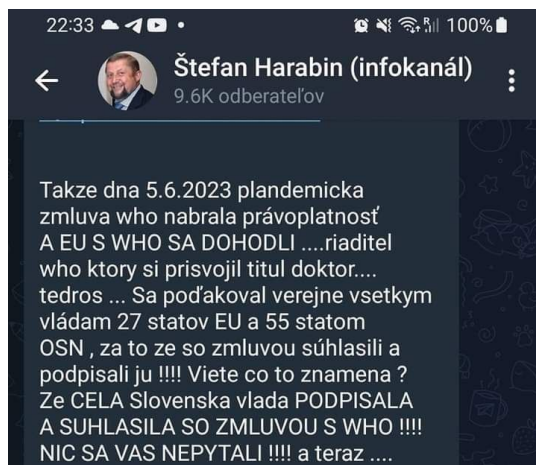 22:33
100%
Štefan Harabin (infokanál)
9.6K odberateľov
Takze dna 5.6.2023 plandemicka
zmluva who nabrala právoplatnosť
A EU S WHO SA DOHODLI ....riaditel
who ktory si prisvojil titul doktor....
tedros ... Sa poďakoval verejne vsetkym
vládam 27 statov EU a 55 statom
OSN , za to ze so zmluvou súhlasili a
podpisali ju !!!! Viete co to znamena ?
Ze CELA Slovenska vlada PODPISALA
A SUHLASILA SO ZMLUVOU S WHO !!!!
NIC SA VAS NEPYTALI !!!! a teraz ....